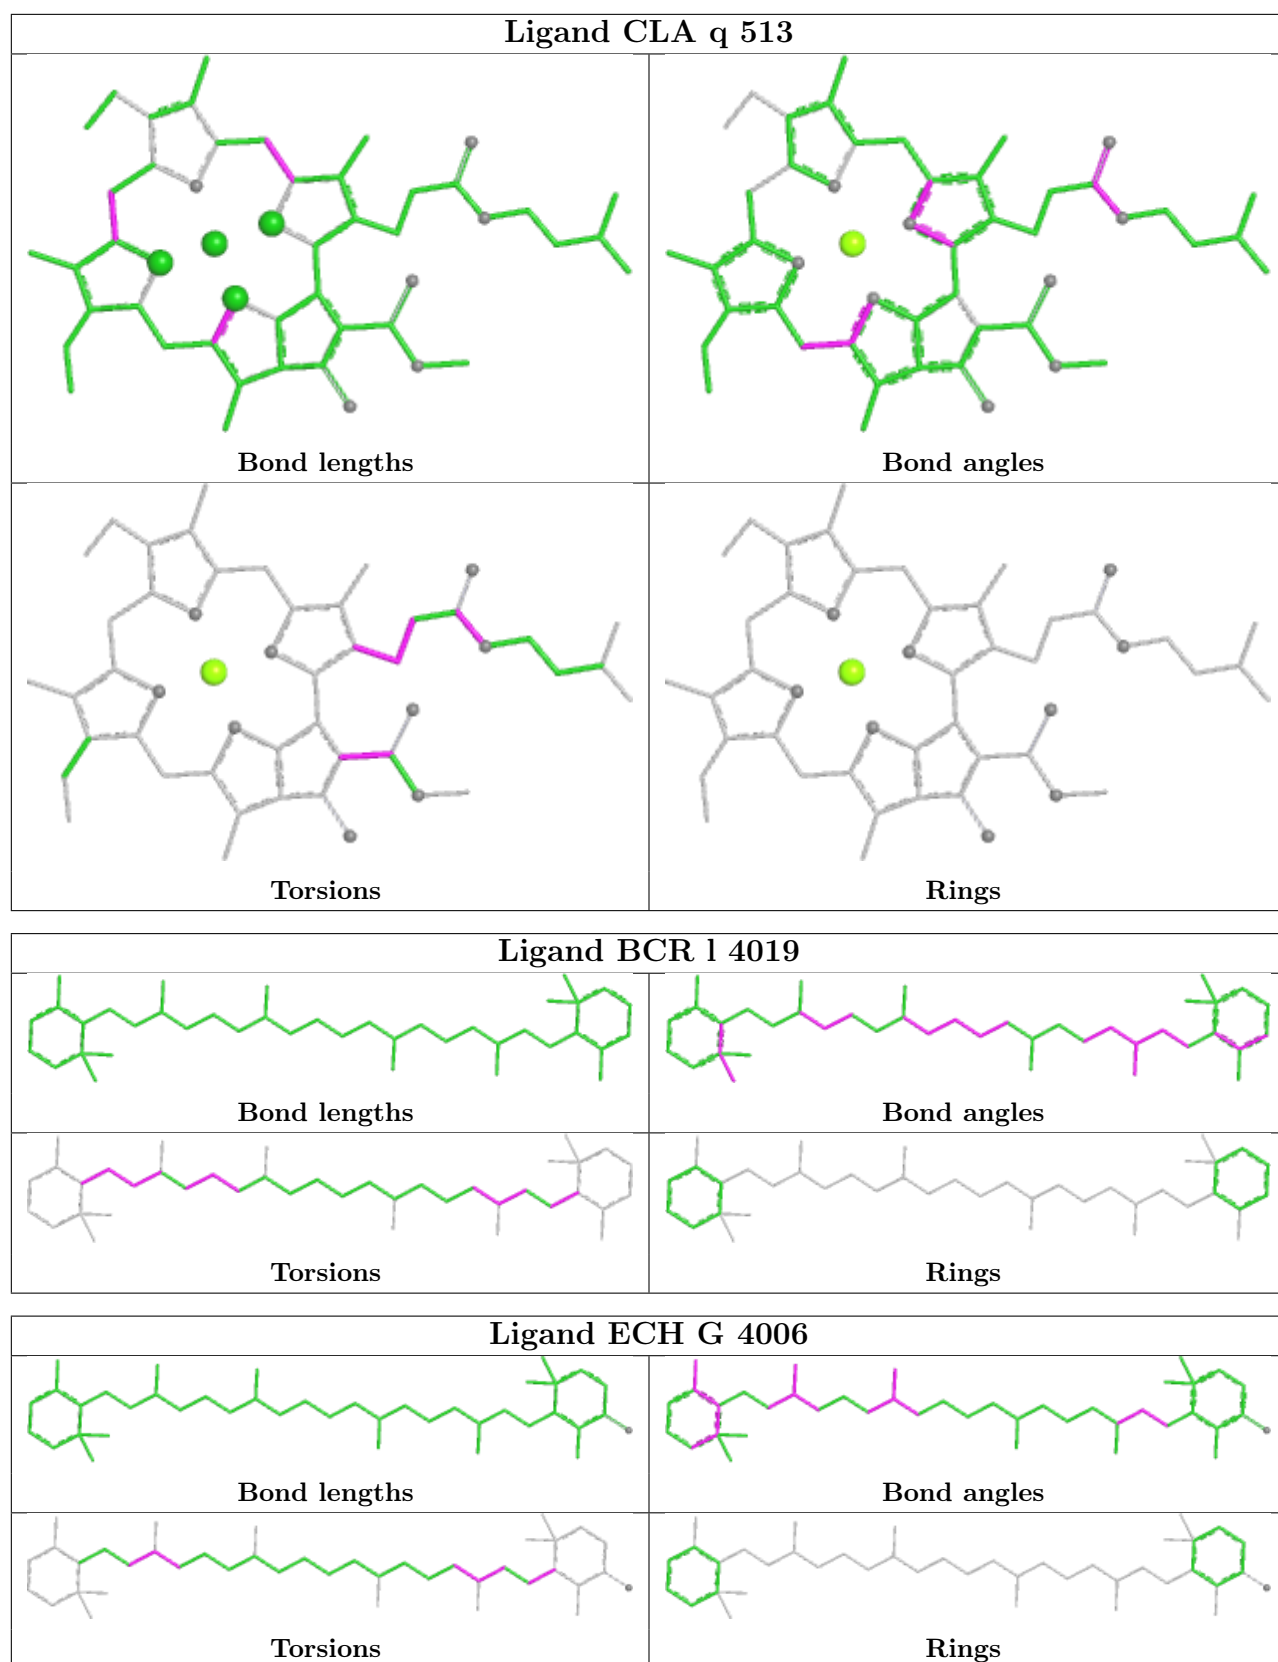 Ligand CLA q 513
Bond lengths
Bond angles
Torsions
Rings
Ligand BCR l 4019
Bond lengths
Bond angles
Torsions
Rings
Ligand ECH G 4006
Bond lengths
Bond angles
Torsions
Rings